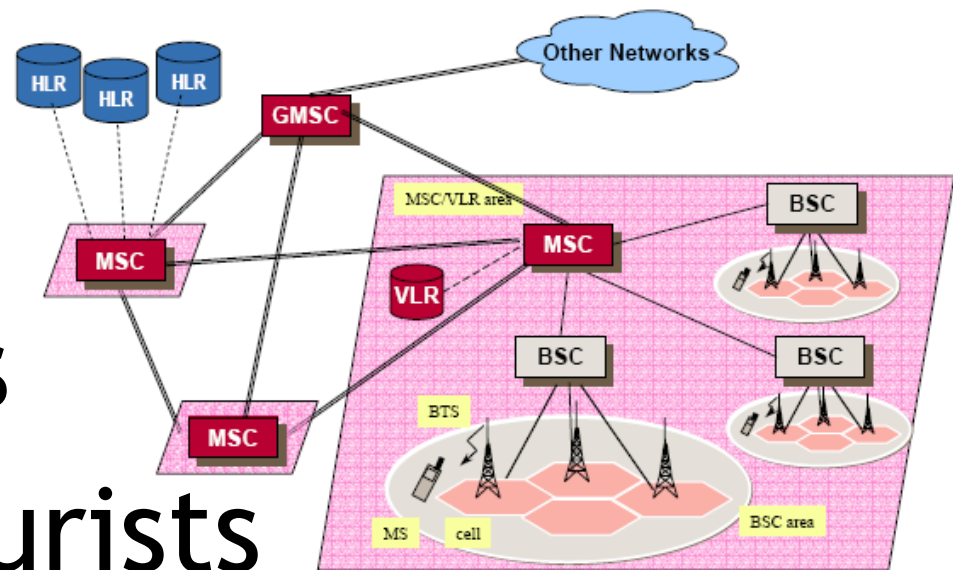 Other Networks
HLR
HLR
HLR
GMSC
MSC/VLR area
BSC
MSC
MSC
VLR
BSC
BSC
BTS
MSC
MS
cell
BSC area
s
urists